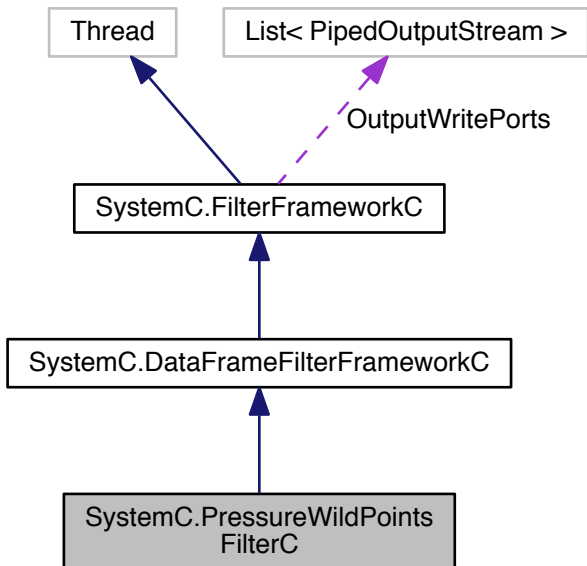 Thread
List< PipedOutputStream >
OutputWritePorts
SystemC.FilterFrameworkC
SystemC.DataFrameFilterFrameworkC
SystemC.PressureWildPoints
FilterC